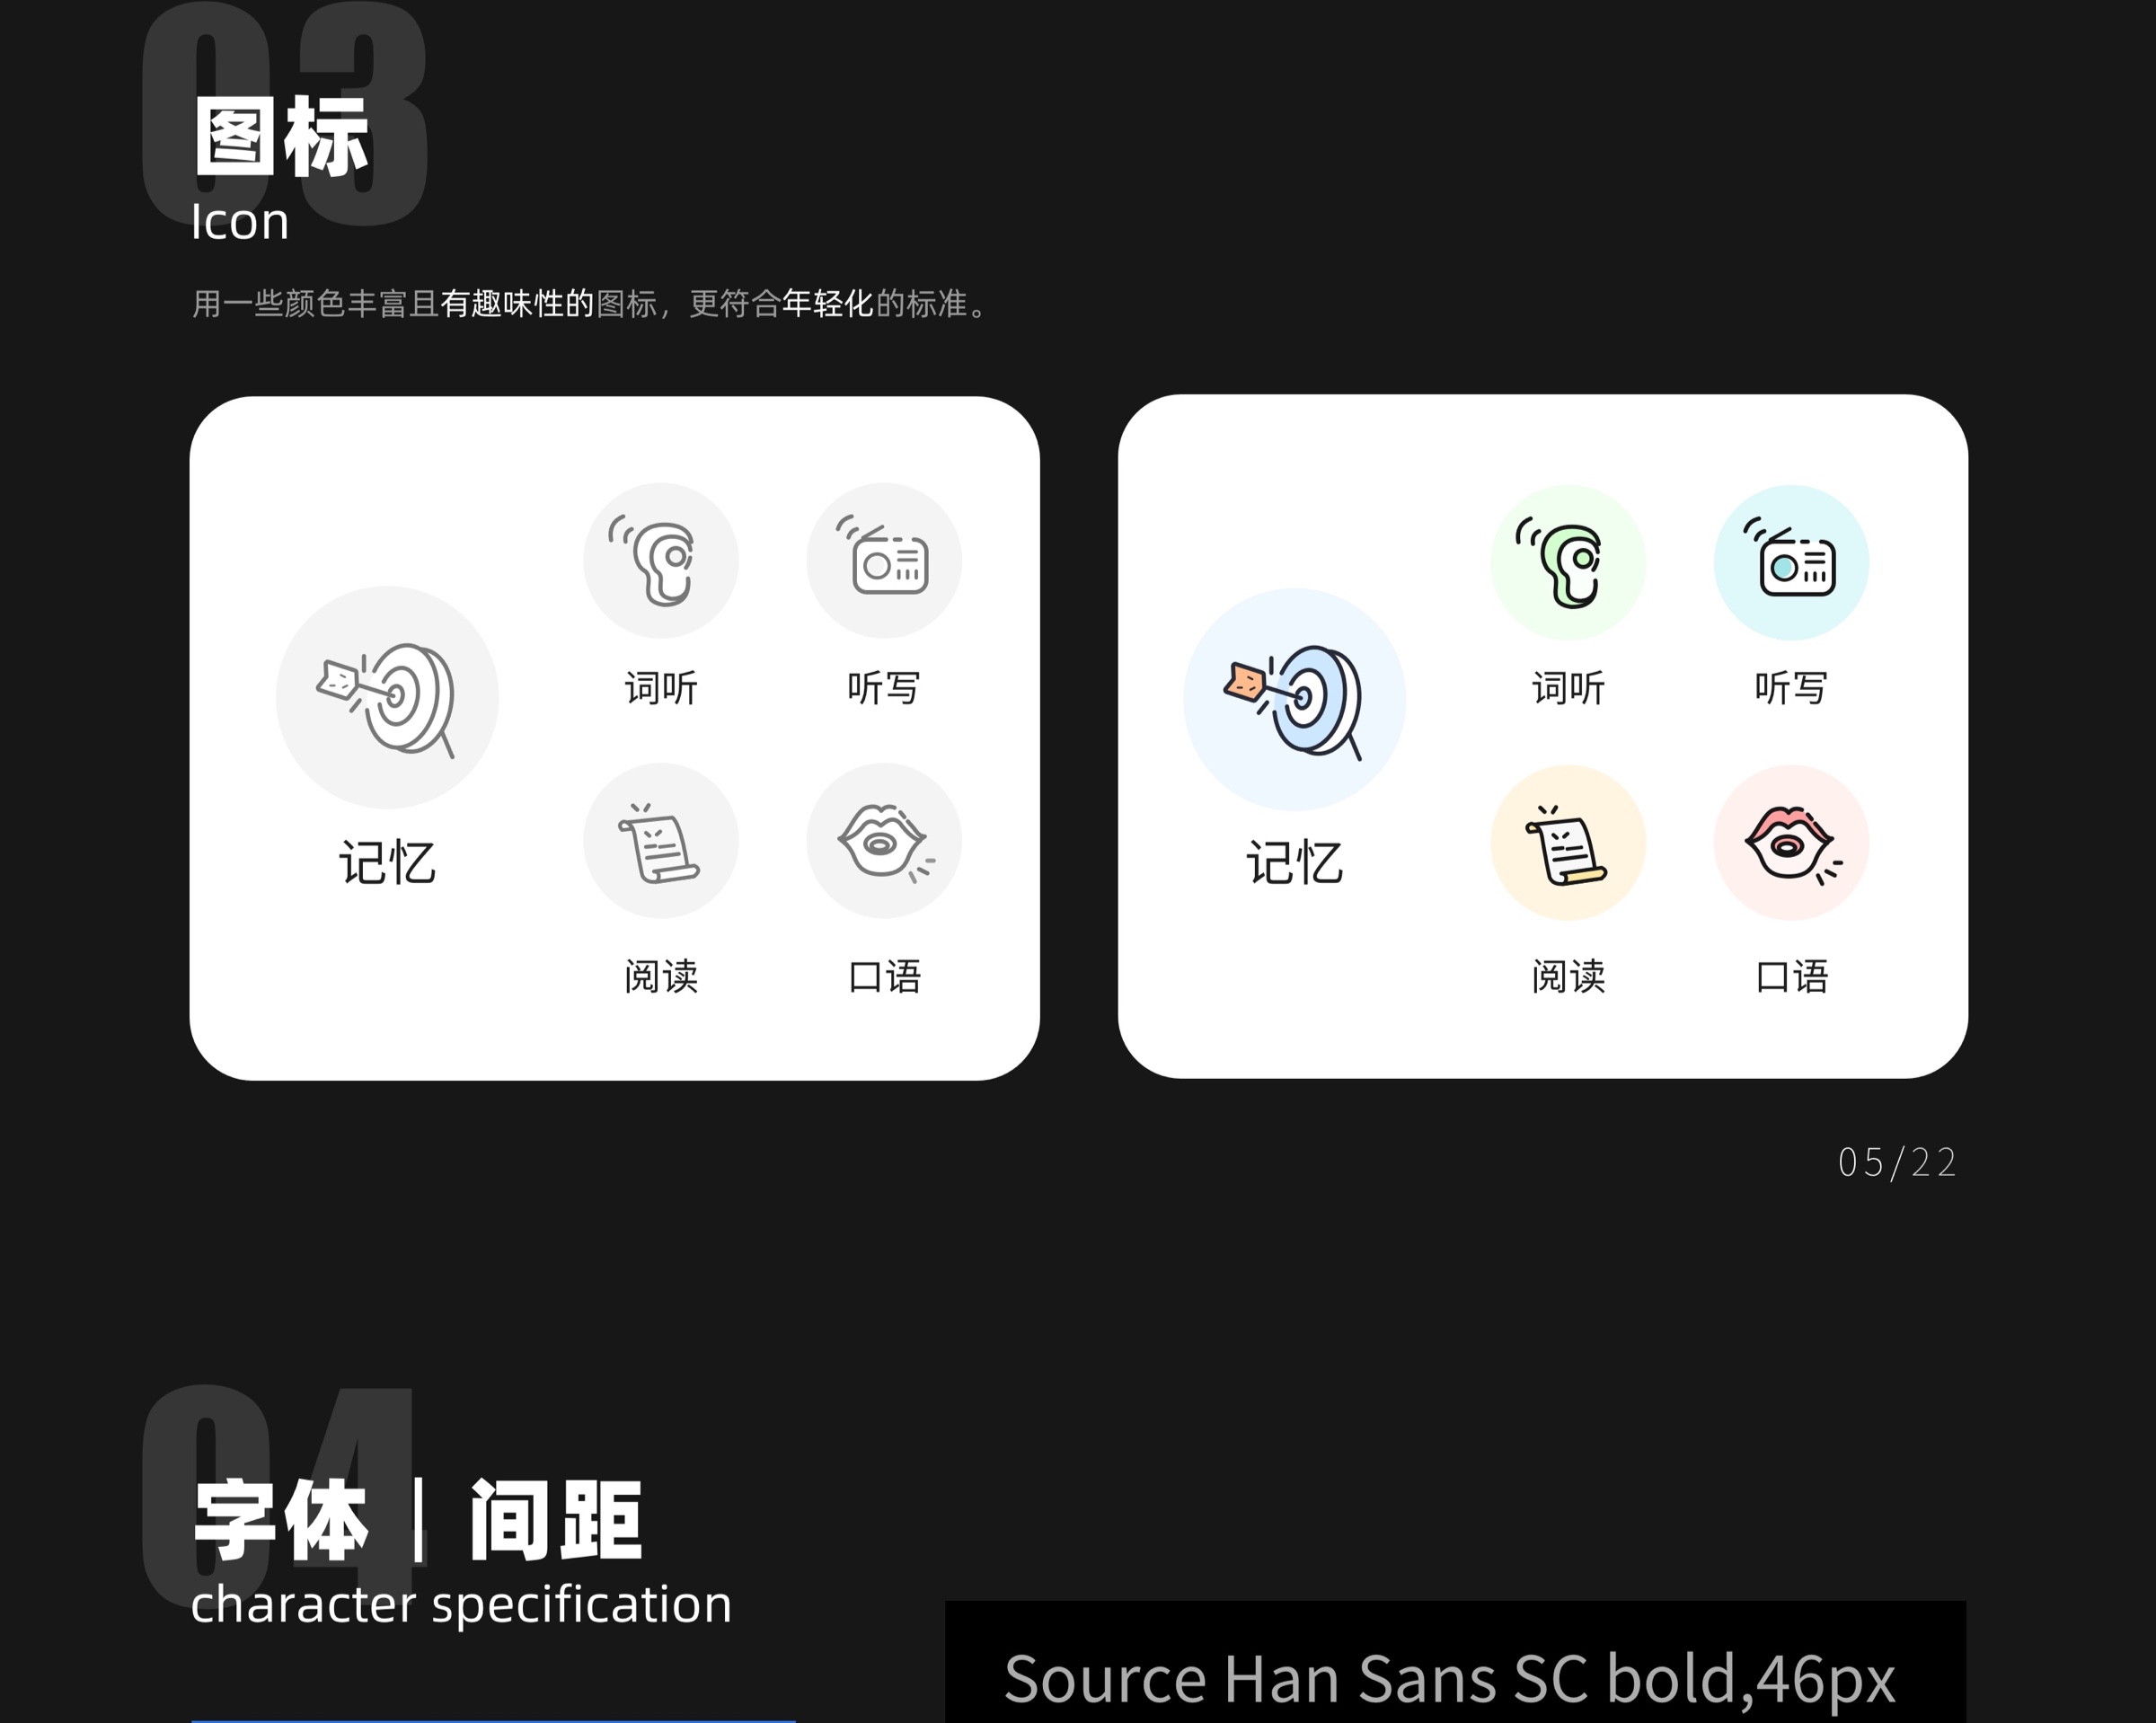 03
图标
Icon
用一些颜色丰富且有趣味性的图标，更符合年轻化的标准。
词听
听写
记忆
阅读
口语
词听
听写
记忆
阅读
口语
05/22
04
字体 | 间距
character specification
Source Han Sans SC bold,46px